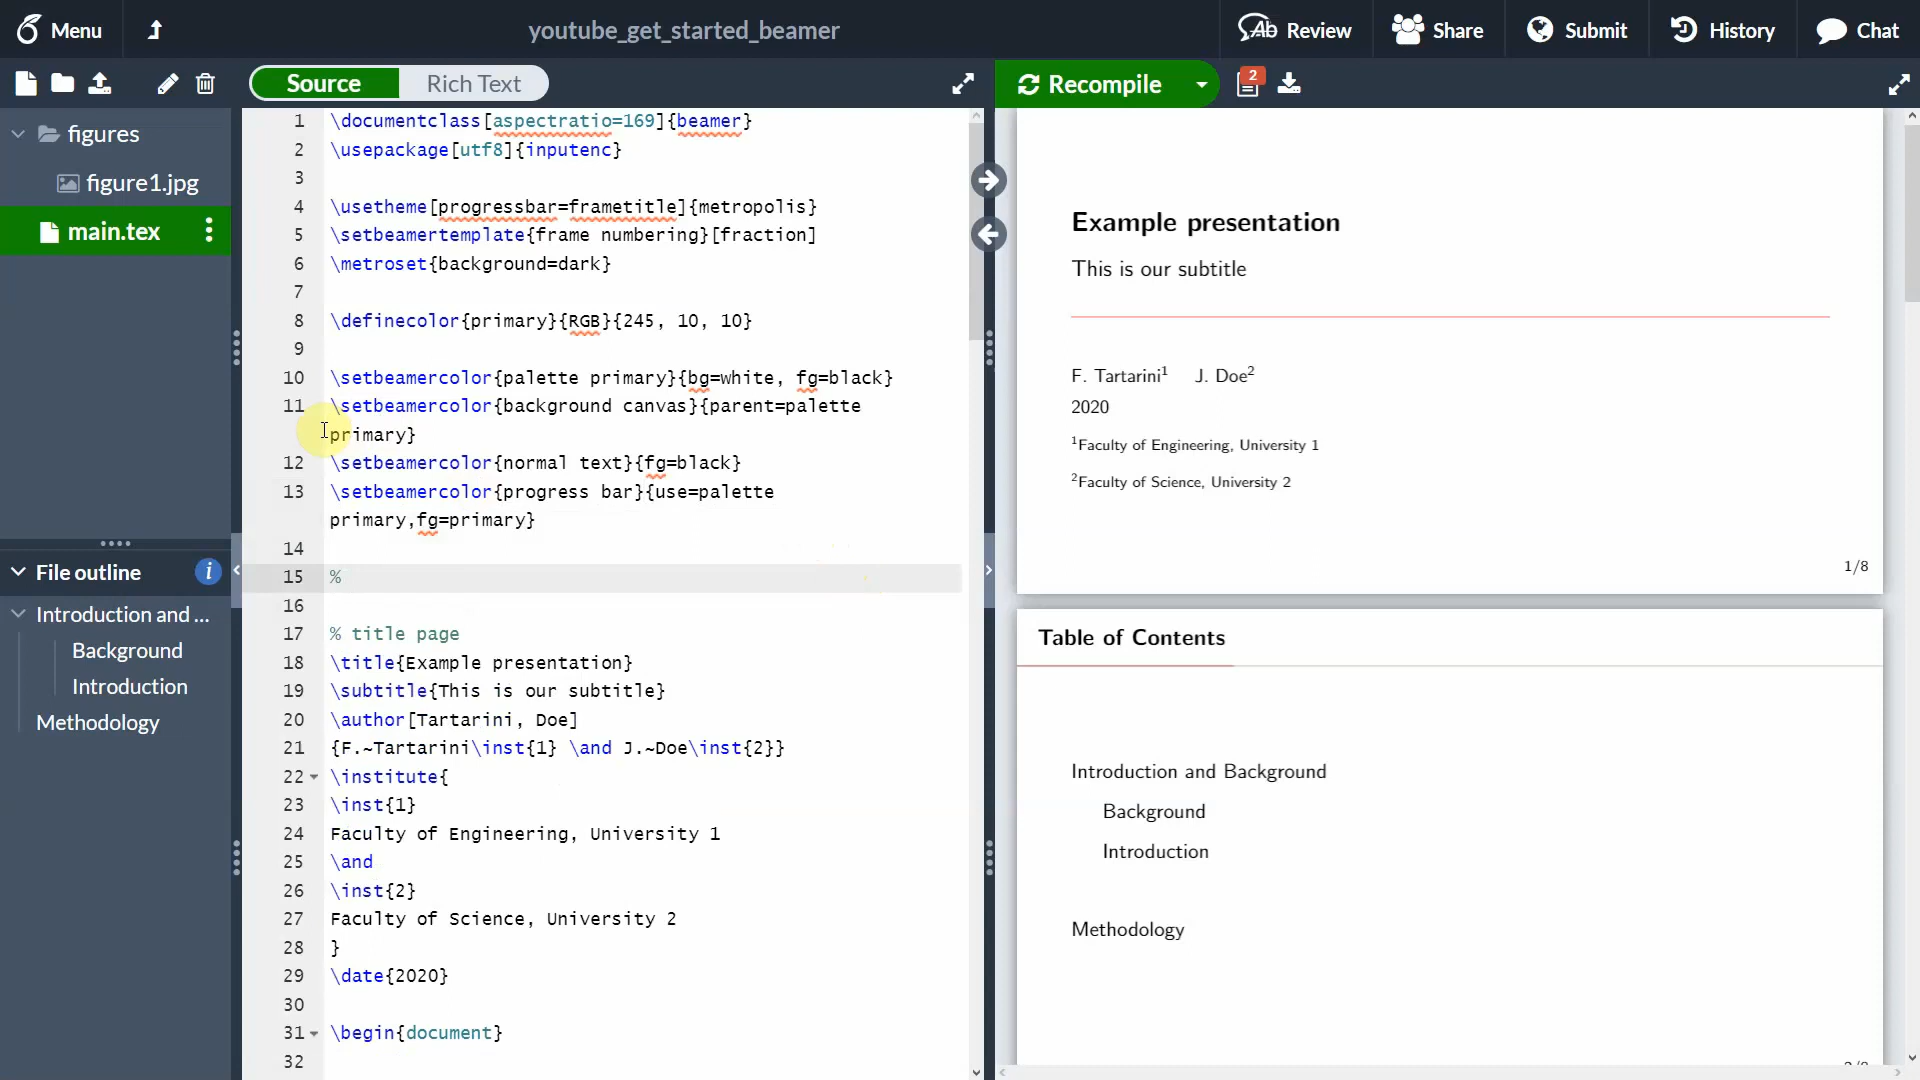 Menu
youtube_get_started_beamer
Review
Share
Submit
History
Chat
Source
Rich Text
Recompile
2
figures
figure1.jpg
main.tex
File outline
i
Introduction and ...
Background
Introduction
Methodology
1 \documentclass[aspectratio=169]{beamer}
2 \usepackage[utf8]{inputenc}
3
4 \usetheme[progressbar=frametitle]{metropolis}
5 \setbeamertemplate{frame numbering}[fraction]
6 \metroset{background=dark}
7
8 \definecolor{primary}{RGB}{245, 10, 10}
9
10 \setbeamercolor{palette primary}{bg=white, fg=black}
11 \setbeamercolor{background canvas}{parent=palette
primary}
12 \setbeamercolor{normal text}{fg=black}
13 \setbeamercolor{progress bar}{use=palette
primary,fg=primary}
14
15 %
16
17 % title page
18 \title{Example presentation}
19 \subtitle{This is our subtitle}
20 \author[Tartarini, Doe]
21 {F.~Tartarini\inst{1} \and J.~Doe\inst{2}}
22 \institute{
23 \inst{1}
24 Faculty of Engineering, University 1
25 \and
26 \inst{2}
27 Faculty of Science, University 2
28 }
29 \date{2020}
30
31 \begin{document}
32
Example presentation
This is our subtitle
F. Tartarini¹ J. Doe²
2020
¹Faculty of Engineering, University 1
²Faculty of Science, University 2
1/8
Table of Contents
Introduction and Background
Background
Introduction
Methodology